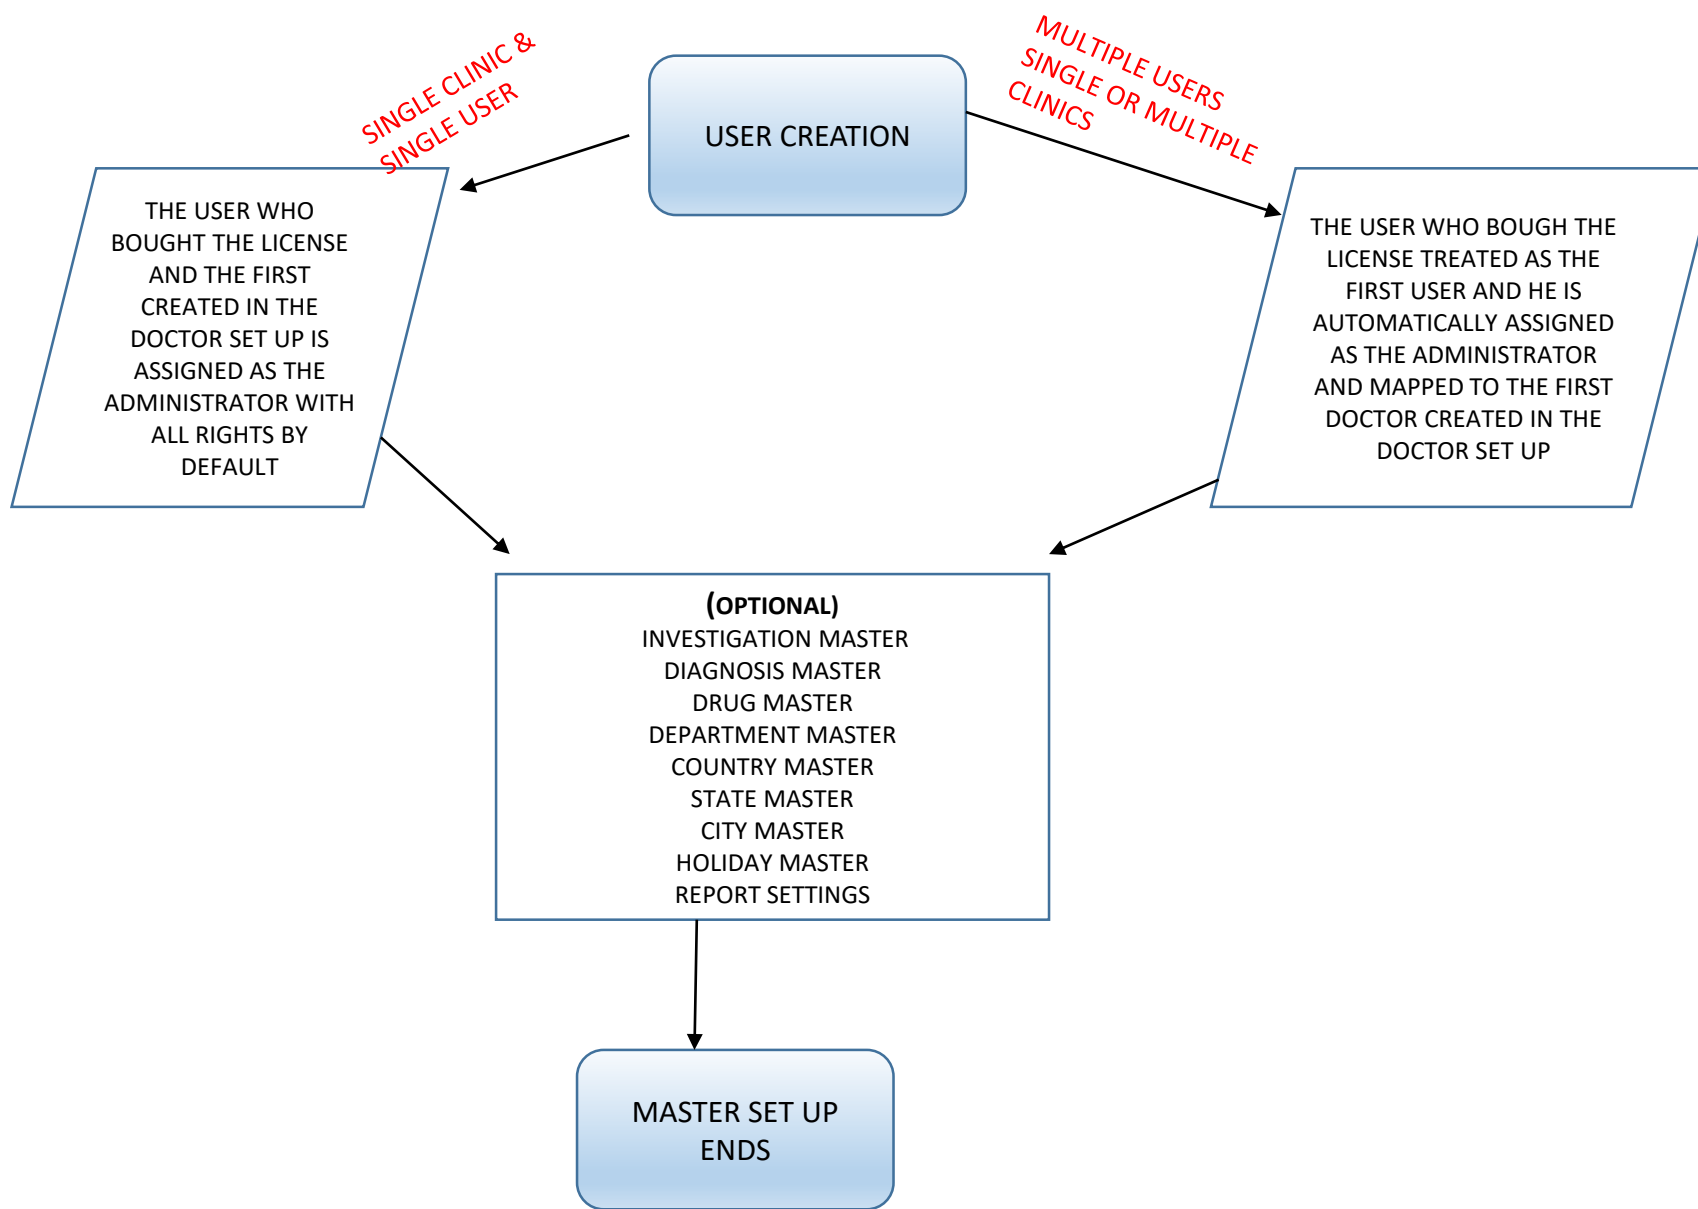 SINGLE CLINIC &
SINGLE USER
USER CREATION
MULTIPLE USERS
SINGLE OR MULTIPLE
CLINICS
THE USER WHO
BOUGHT THE LICENSE
AND THE FIRST
CREATED IN THE
DOCTOR SET UP IS
ASSIGNED AS THE
ADMINISTRATOR WITH
ALL RIGHTS BY
DEFAULT
THE USER WHO BOUGH THE
LICENSE TREATED AS THE
FIRST USER AND HE IS
AUTOMATICALLY ASSIGNED
AS THE ADMINISTRATOR
AND MAPPED TO THE FIRST
DOCTOR CREATED IN THE
DOCTOR SET UP
(OPTIONAL)
INVESTIGATION MASTER
DIAGNOSIS MASTER
DRUG MASTER
DEPARTMENT MASTER
COUNTRY MASTER
STATE MASTER
CITY MASTER
HOLIDAY MASTER
REPORT SETTINGS
MASTER SET UP
ENDS